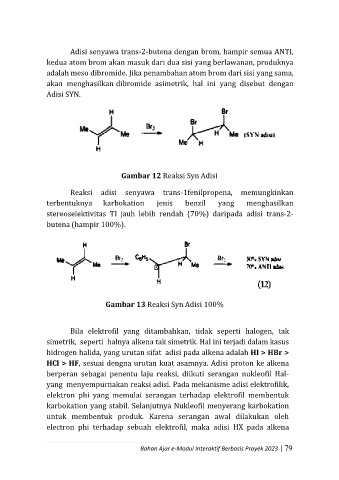 Adisi senyawa trans-2-butena dengan brom, hampir semua ANTI,
kedua atom brom akan masuk dari dua sisi yang berlawanan, produknya
adalah meso dibromide. Jika penambahan atom brom dari sisi yang sama,
akan menghasilkan dibromide asimetrik, hal ini yang disebut dengan
Adisi SYN.
H
Me
Me
H
Br₂
Br
Br
H
Me
Me
H
(SYN adisi)
Gambar 12 Reaksi Syn Adisi
Reaksi adisi senyawa trans-1fenilpropena, memungkinkan
terbentuknya karbokation jenis benzil yang menghasilkan
stereoselektivitas TI jauh lebih rendah (70%) daripada adisi trans-2-
butena (hampir 100%).
H
Me
Me
H
Br₂
Br
C₆H₅
H
Me
H
Br₂
30% SYN adisi
70% ANTI adisi
(12)
Gambar 13 Reaksi Syn Adisi 100%
Bila elektrofil yang ditambahkan, tidak seperti halogen, tak
simetrik, seperti halnya alkena tak simetrik. Hal ini terjadi dalam kasus
hidrogen halida, yang urutan sifat adisi pada alkena adalah HI > HBr >
HCl > HF, sesuai dengna urutan kuat asamnya. Adisi proton ke alkena
berperan sebagai penentu laju reaksi, diikuti serangan nukleofil Hal-
yang menyempurnakan reaksi adisi. Pada mekanisme adisi elektrofilik,
elektron phi yang memulai serangan terhadap elektrofil membentuk
karbokation yang stabil. Selanjutnya Nukleofil menyerang karbokation
untuk membentuk produk. Karena serangan awal dilakukan oleh
electron phi terhadap sebuah elektrofil, maka adisi HX pada alkena
Bahan Ajar e-Modul Interaktif Berbasis Proyek 2023 | 79